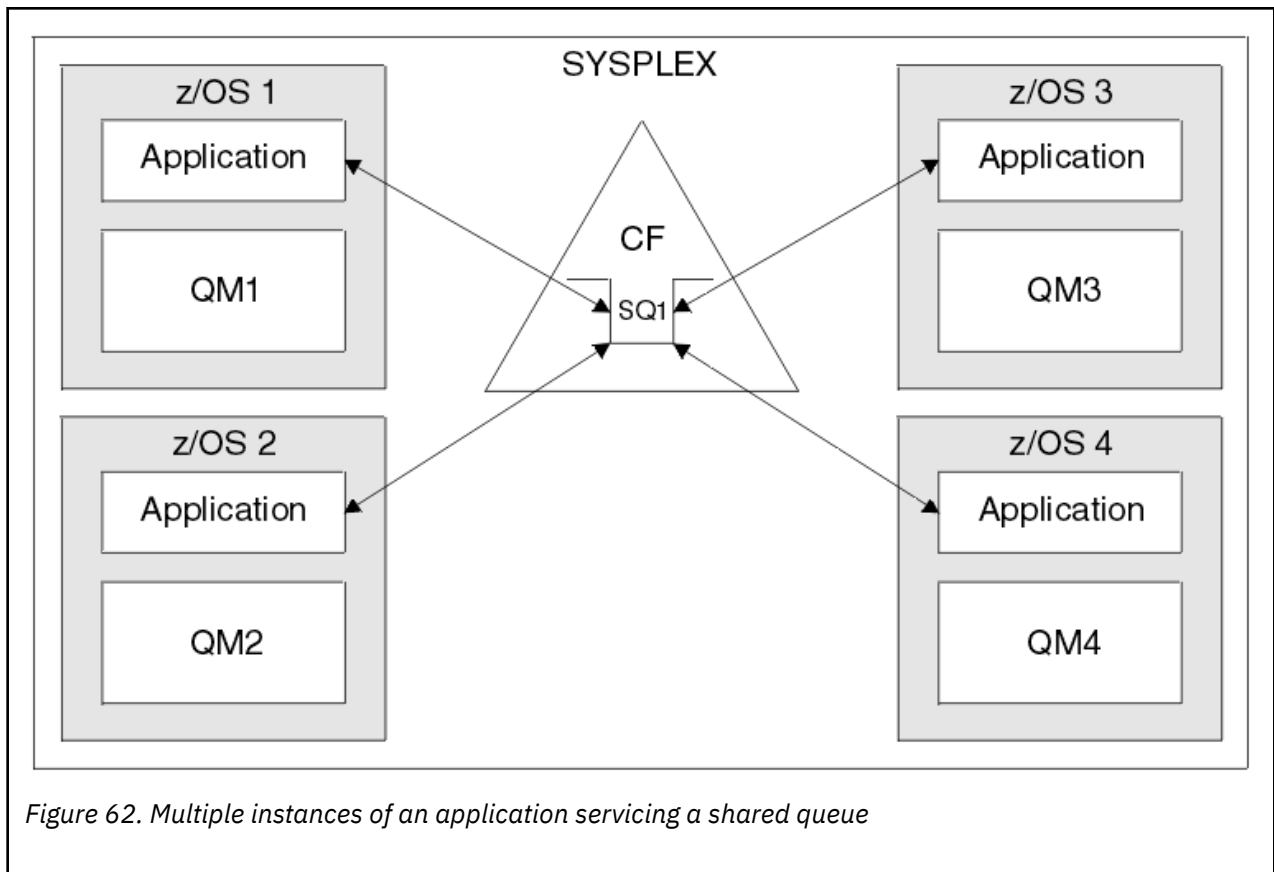 SYSPLEX
z/OS 1
Application
QM1
z/OS 2
Application
QM2
CF
SQ1
z/OS 3
Application
QM3
z/OS 4
Application
QM4
Figure 62. Multiple instances of an application servicing a shared queue